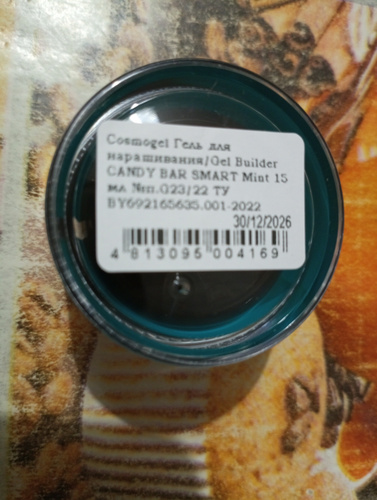 Cosmogel Гель для
наращивания/Gel Builder
CANDY BAR SMART Mint 15
мл №п.G23/22 ТУ
BY692165635.001-2022
30/12/2026
4 813095 004169